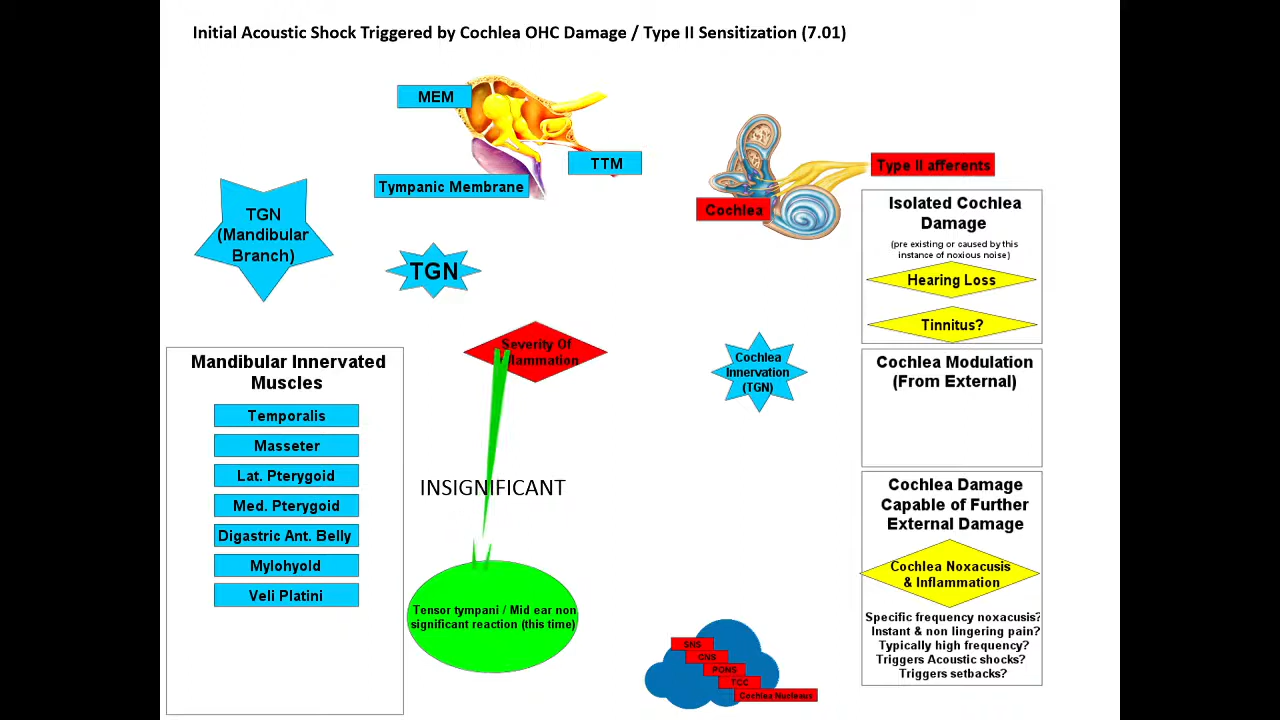 Initial Acoustic Shock Triggered by Cochlea OHC Damage / Type II Sensitization (7.01)
MEM
TTM
Tympanic Membrane
Type II afferents
Cochlea
TGN
(Mandibular
Branch)
TGN
Isolated Cochlea
Damage
(pre existing or caused by this
instance of noxious noise)
Hearing Loss
Tinnitus?
Severity Of
Cochlea
Innervation
(TGN)
Cochlea Modulation
(From External)
Mandibular Innervated
Muscles
Temporalis
Masseter
Lat. Pterygoid
Med. Pterygoid
Digastric Ant. Belly
Mylohyold
Veli Platini
INSIGNIFICANT
Cochlea Damage
Capable of Further
External Damage
Cochlea Noxacusis
& Inflammation
Specific frequency noxacusis?
Instant & non lingering pain?
Typically high frequency?
Triggers Acoustic shocks?
Triggers setbacks?
Tensor tympani / Mid ear non
significant reaction (this time)
SNS
CNS
PONS
TCC
Cochlea Nucleus